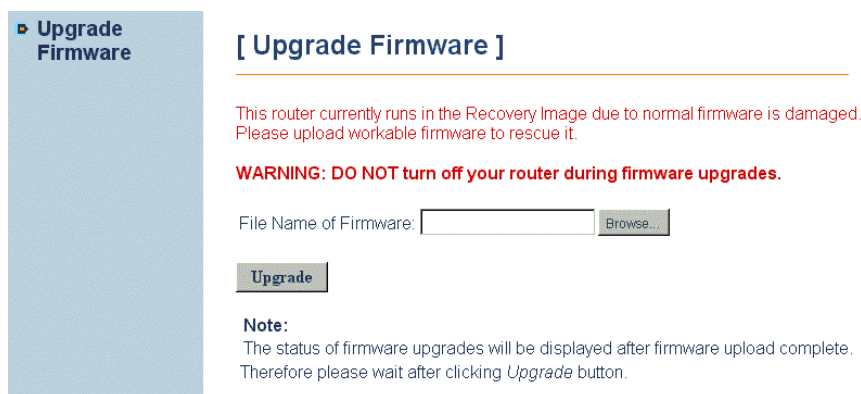 Upgrade
Firmware
[ Upgrade Firmware ]
This router currently runs in the Recovery Image due to normal firmware is damaged.
Please upload workable firmware to rescue it.
WARNING: DO NOT turn off your router during firmware upgrades.
File Name of Firmware: Browse...
Upgrade
Note:
The status of firmware upgrades will be displayed after firmware upload complete.
Therefore please wait after clicking Upgrade button.